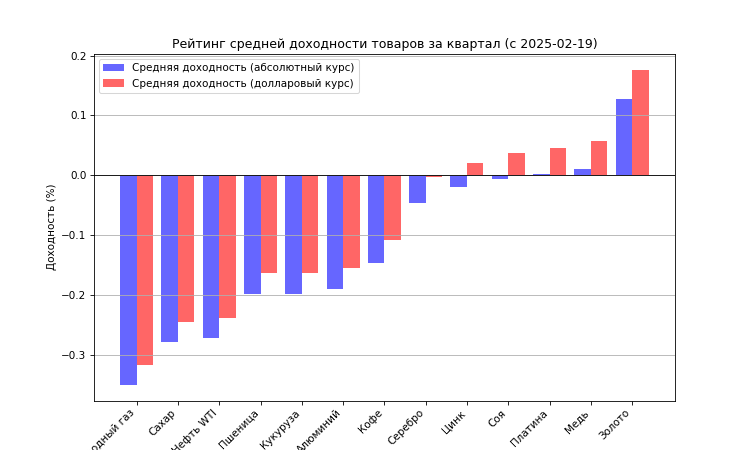 Рейтинг средней доходности товаров за квартал (с 2025-02-19)
Средняя доходность (абсолютный курс)
Средняя доходность (долларовый курс)
Доходность (%)
0.2
0.1
0.0
−0.1
−0.2
−0.3
газ
Сахар
Нефть WTI
Пшеница
Кукуруза
Алюминий
Кофе
Серебро
Цинк
Соя
Платина
Медь
Золото